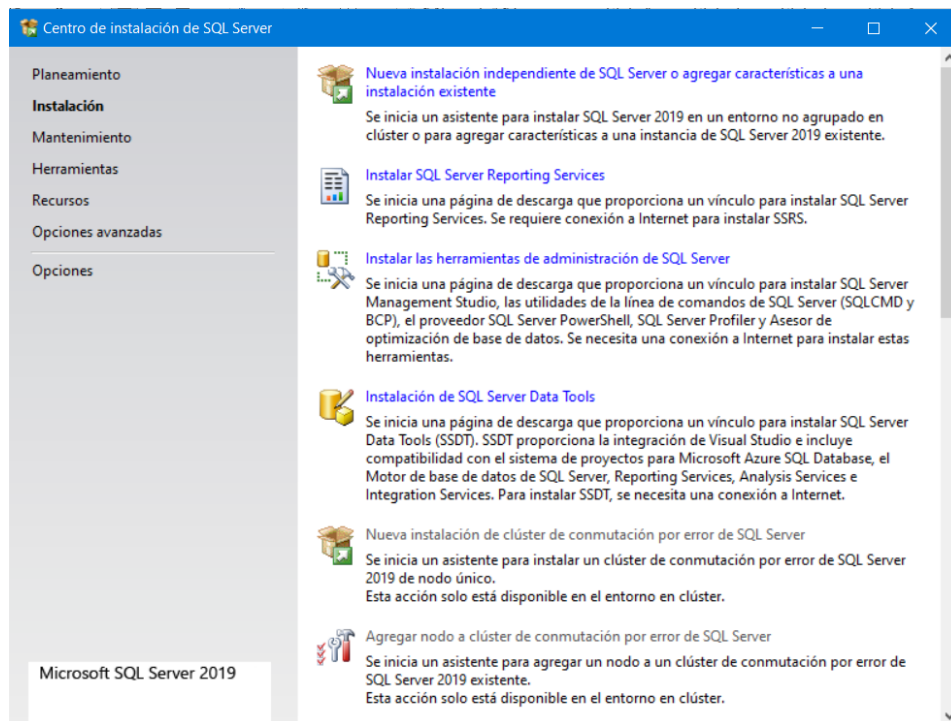 Centro de instalación de SQL Server
Planeamiento
Instalación
Mantenimiento
Herramientas
Recursos
Opciones avanzadas
Opciones
Microsoft SQL Server 2019
Nueva instalación independiente de SQL Server o agregar características a una
instalación existente
Se inicia un asistente para instalar SQL Server 2019 en un entorno no agrupado en
clúster o para agregar características a una instancia de SQL Server 2019 existente.
Instalar SQL Server Reporting Services
Se inicia una página de descarga que proporciona un vínculo para instalar SQL Server
Reporting Services. Se requiere conexión a Internet para instalar SSRS.
Instalar las herramientas de administración de SQL Server
Se inicia una página de descarga que proporciona un vínculo para instalar SQL Server
Management Studio, las utilidades de la línea de comandos de SQL Server (SQLCMD y
BCP), el proveedor SQL Server PowerShell, SQL Server Profiler y Asesor de
optimización de base de datos. Se necesita una conexión a Internet para instalar estas
herramientas.
Instalación de SQL Server Data Tools
Se inicia una página de descarga que proporciona un vínculo para instalar SQL Server
Data Tools (SSDT). SSDT proporciona la integración de Visual Studio e incluye
compatibilidad con el sistema de proyectos para Microsoft Azure SQL Database, el
Motor de base de datos de SQL Server, Reporting Services, Analysis Services e
Integration Services. Para instalar SSDT, se necesita una conexión a Internet.
Nueva instalación de clúster de conmutación por error de SQL Server
Se inicia un asistente para instalar un clúster de conmutación por error de SQL Server
2019 de nodo único.
Esta acción solo está disponible en el entorno en clúster.
Agregar nodo a clúster de conmutación por error de SQL Server
Se inicia un asistente para agregar un nodo a un clúster de conmutación por error de
SQL Server 2019 existente.
Esta acción solo está disponible en el entorno en clúster.